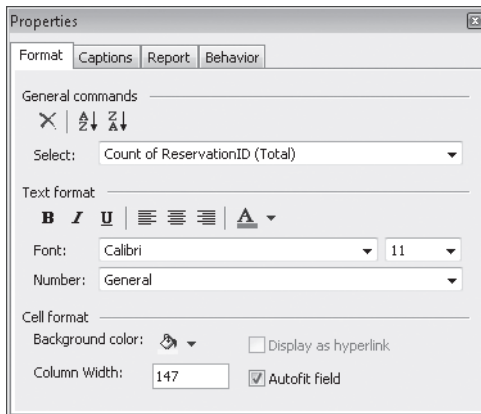 Properties
Format Captions Report Behavior
General commands
Select: Count of ReservationID (Total)
Text format
B I U A
Font: Calibri 11
Number: General
Cell format
Background color: Display as hyperlink
Column Width: 147 Autofit field